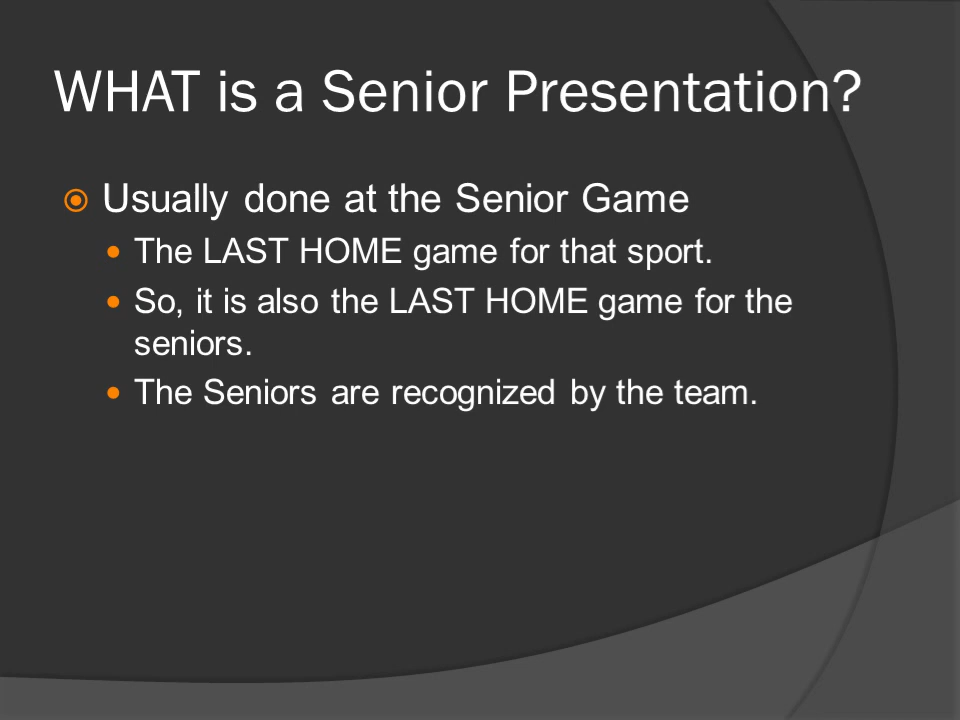 WHAT is a Senior Presentation?
Usually done at the Senior Game
The LAST HOME game for that sport.
So, it is also the LAST HOME game for the
seniors.
The Seniors are recognized by the team.